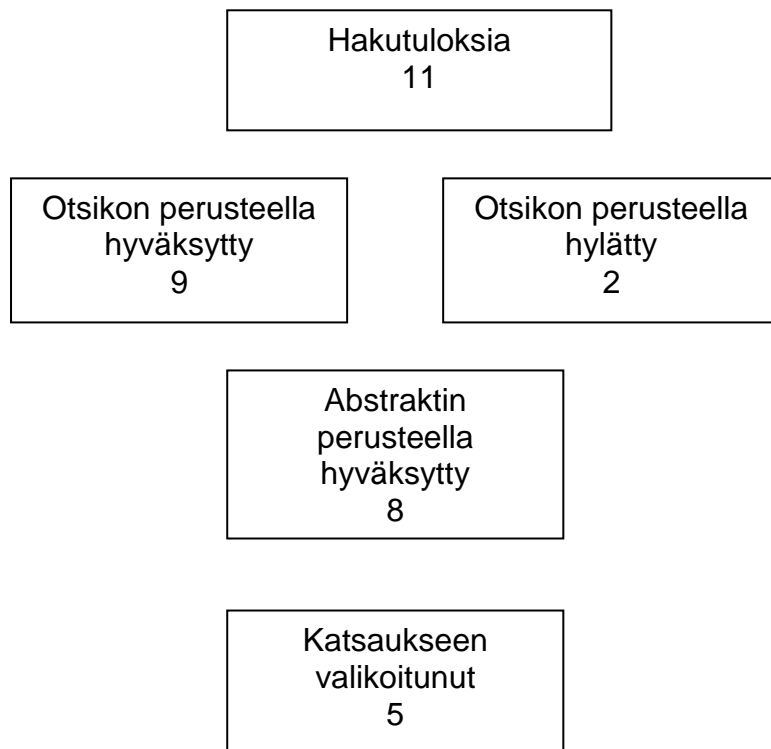 Hakutuloksia
11
Otsikon perusteella
hyväksytty
9
Otsikon perusteella
hylätty
2
Abstraktin
perusteella
hyväksytty
8
Katsaukseen
valikoitunut
5